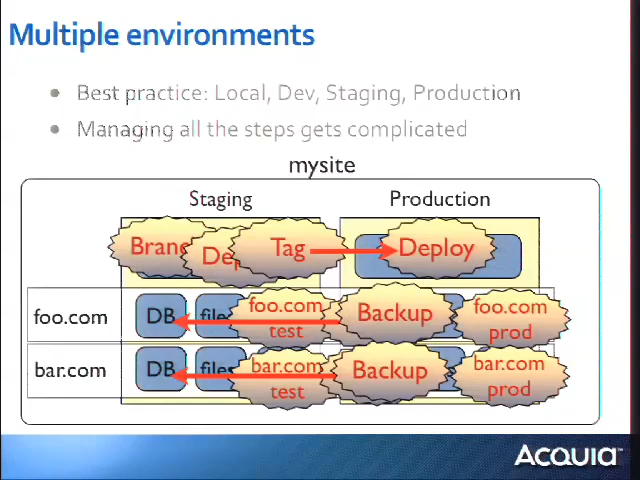 Multiple environments
Best practice: Local, Dev, Staging, Production
Managing all the steps gets complicated
mysite
Staging Production
Tag Deploy
foo.com DB foo.com test Backup foo.com prod
bar.com DB bar.com test Backup bar.com prod
Acquia